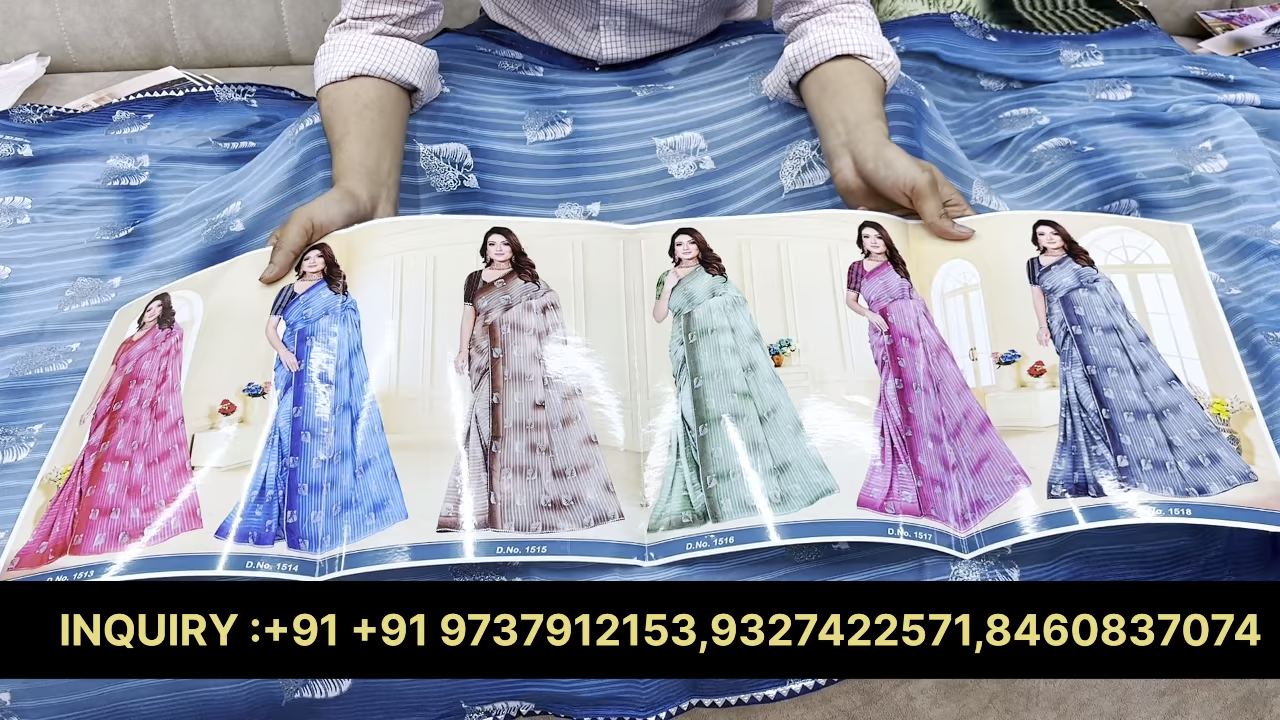 D.No. 1513
D.No. 1514
D.No. 1515
D.No. 1516
D.No. 1517
No. 1518
INQUIRY :+91 +91 9737912153,9327422571,8460837074